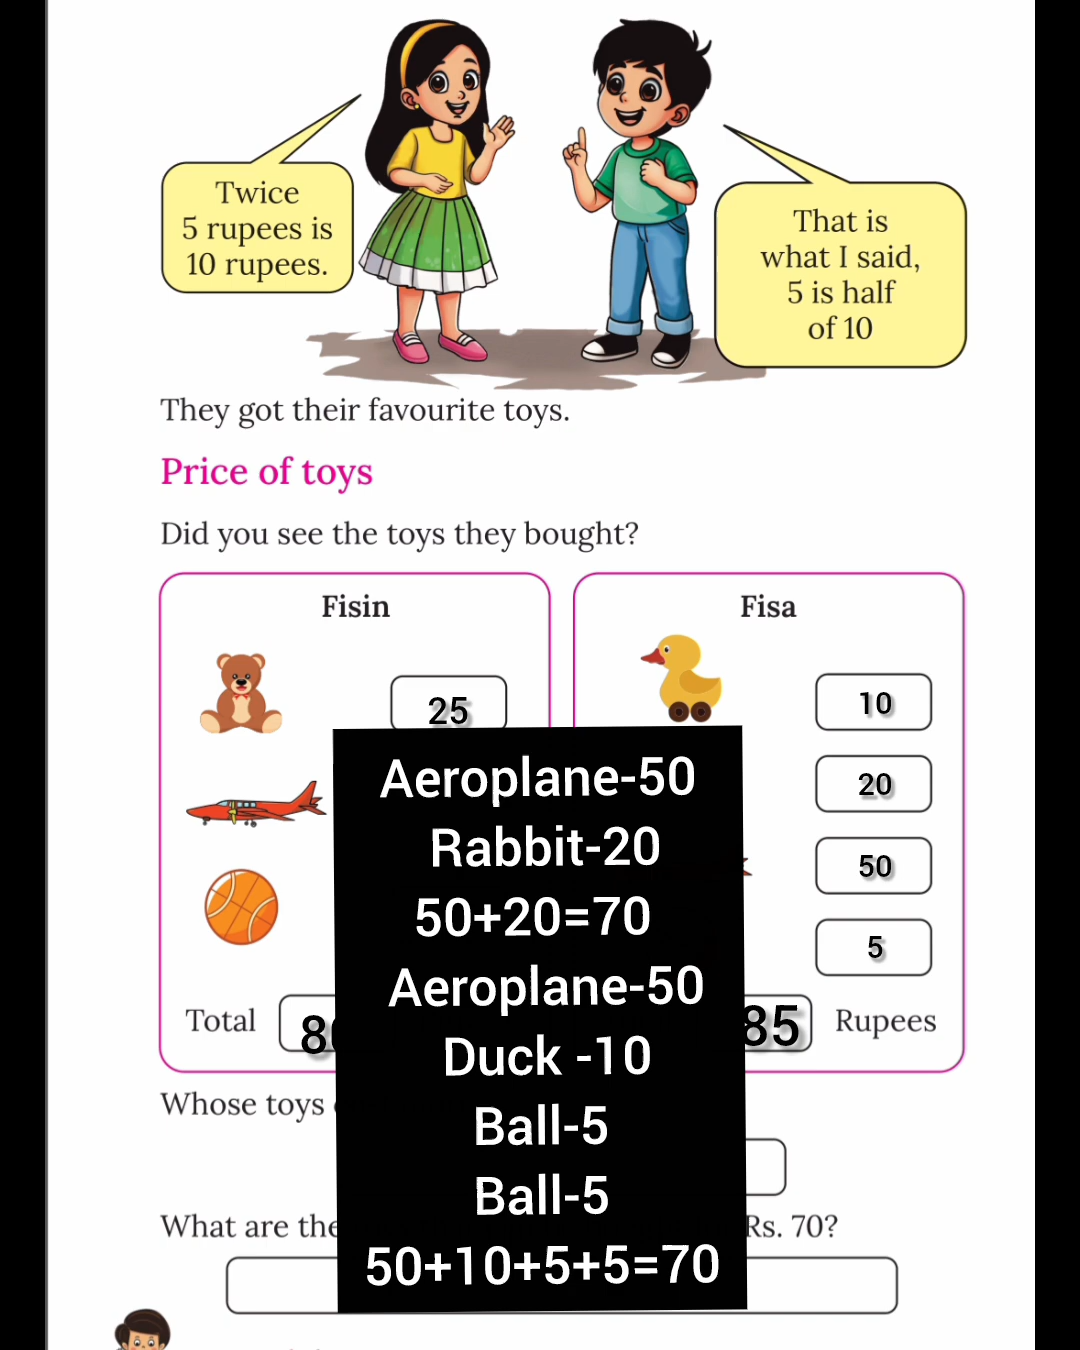 Twice
5 rupees is
10 rupees.
That is
what I said,
5 is half
of 10
They got their favourite toys.
Price of toys
Did you see the toys they bought?
Fisin
25
Total
Fisa
10
20
50
5
85 Rupees
Aeroplane-50
Rabbit-20
50+20=70
Aeroplane-50
Duck -10
Ball-5
Ball-5
50+10+5+5=70
Whose toys
What are the
Rs. 70?